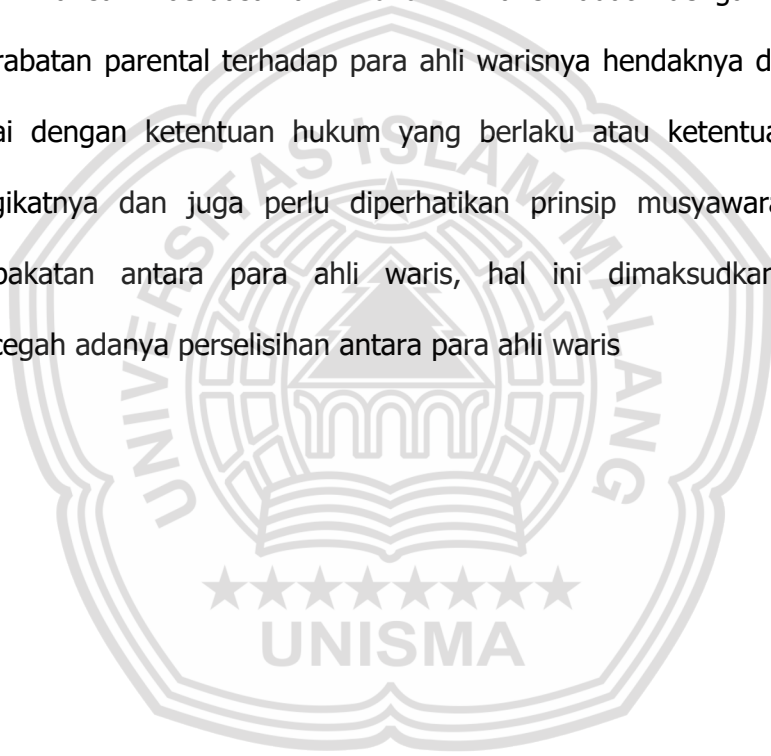 rabatan parental terhadap para ahli warisnya hendaknya d
ai dengan ketentuan hukum yang berlaku atau ketentua
gikatnya dan juga perlu diperhatikan prinsip musyawara
pakatan antara para ahli waris, hal ini dimaksudkan
cegah adanya perselisihan antara para ahli waris
UNIVERSITAS ISLAM MALANG
UNISMA